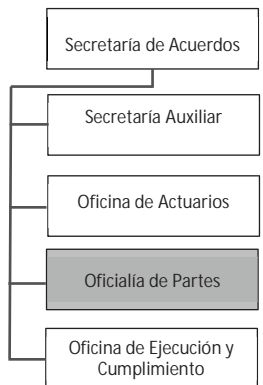 Secretaría de Acuerdos
Secretaría Auxiliar
Oficina de Actuarios
Oficialía de Partes
Oficina de Ejecución y
Cumplimiento